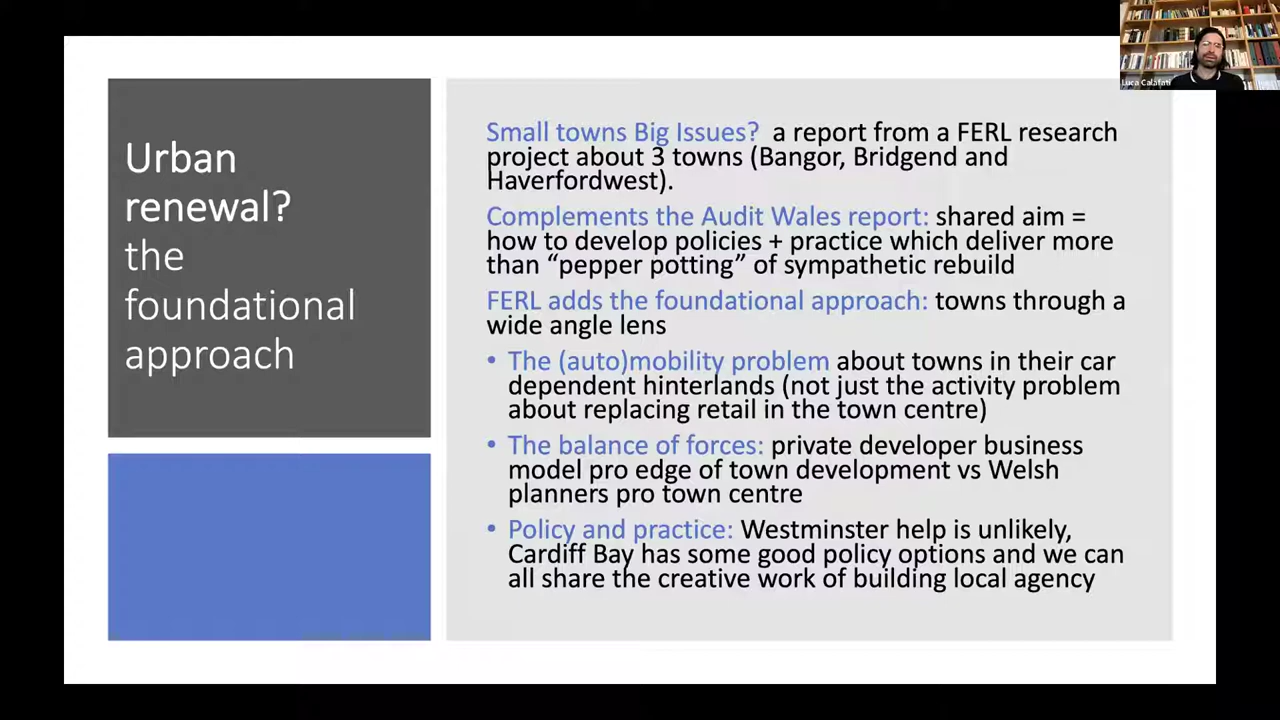 Urban
renewal?
the
foundational
approach
Small towns Big Issues?  a report from a FERL research
project about 3 towns (Bangor, Bridgend and
Haverfordwest).
Complements the Audit Wales report: shared aim =
how to develop policies + practice which deliver more
than “pepper potting” of sympathetic rebuild
FERL adds the foundational approach: towns through a
wide angle lens
• The (auto)mobility problem about towns in their car
dependent hinterlands (not just the activity problem
about replacing retail in the town centre)
• The balance of forces: private developer business
model pro edge of town development vs Welsh
planners pro town centre
• Policy and practice: Westminster help is unlikely,
Cardiff Bay has some good policy options and we can
all share the creative work of building local agency
Luca Calafati